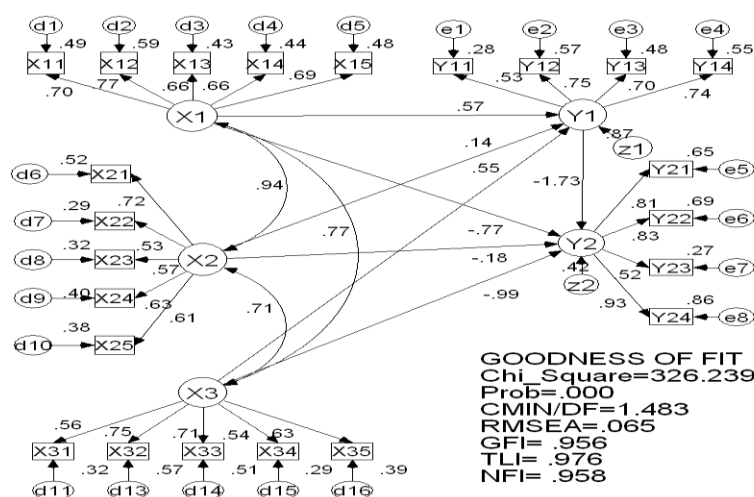 d1 d2 d3 d4 d5 e1 e2 e3 e4
.49 .59 .43 .44 .48 .28 .57 .48 .55
X11 X12 X13 X14 X15 Y11 Y12 Y13 Y14
.70 .77 .66 .66 .69 .53 .75 .70 .74
X1 .57 Y1
.87 z1
.14
.55
.94 -1.73
.77
d6 .52 X21 .72
d7 .29 X22 .53
d8 .32 X23 .57
d9 .40 X24 .63
d10 .38 X25 .61
X2 -.77 Y2
-.18
.42 z2
-.99
.71
.65 Y21 e5
.81 .69 Y22 e6
.83
.27 Y23 e7
.52
.93 .86 Y24 e8
X3
.56 .75 .71 .54 .63
X31 X32 X33 X34 X35
.32 .57 .51 .29 .39
d11 d13 d14 d15 d16
GOODNESS OF FIT
Chi_Square=326.239
Prob=.000
CMIN/DF=1.483
RMSEA=.065
GFI= .956
TLI= .976
NFI= .958